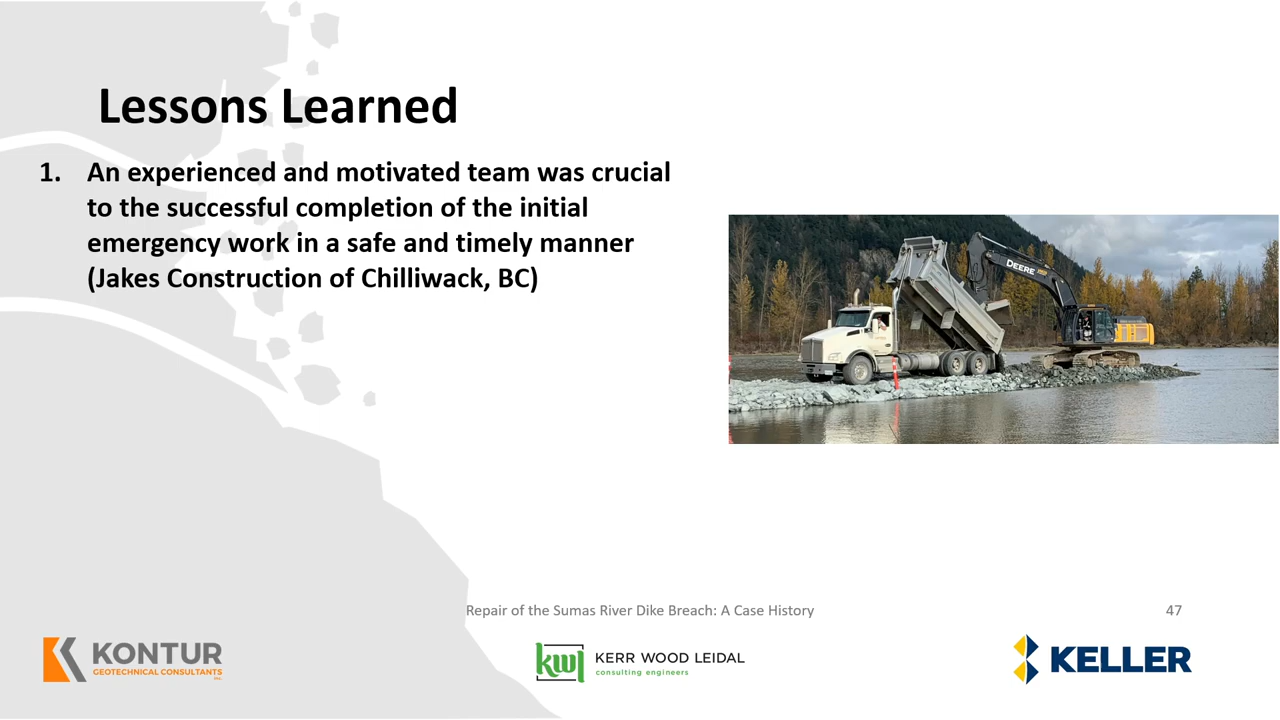 Lessons Learned
1. An experienced and motivated team was crucial
to the successful completion of the initial
emergency work in a safe and timely manner
(Jakes Construction of Chilliwack, BC)
DEERE
Repair of the Sumas River Dike Breach: A Case History
47
KONTUR
GEOTECHNICAL CONSULTANTS
Inc.
kwl
KERR WOOD LEIDAL
consulting engineers
KELLER